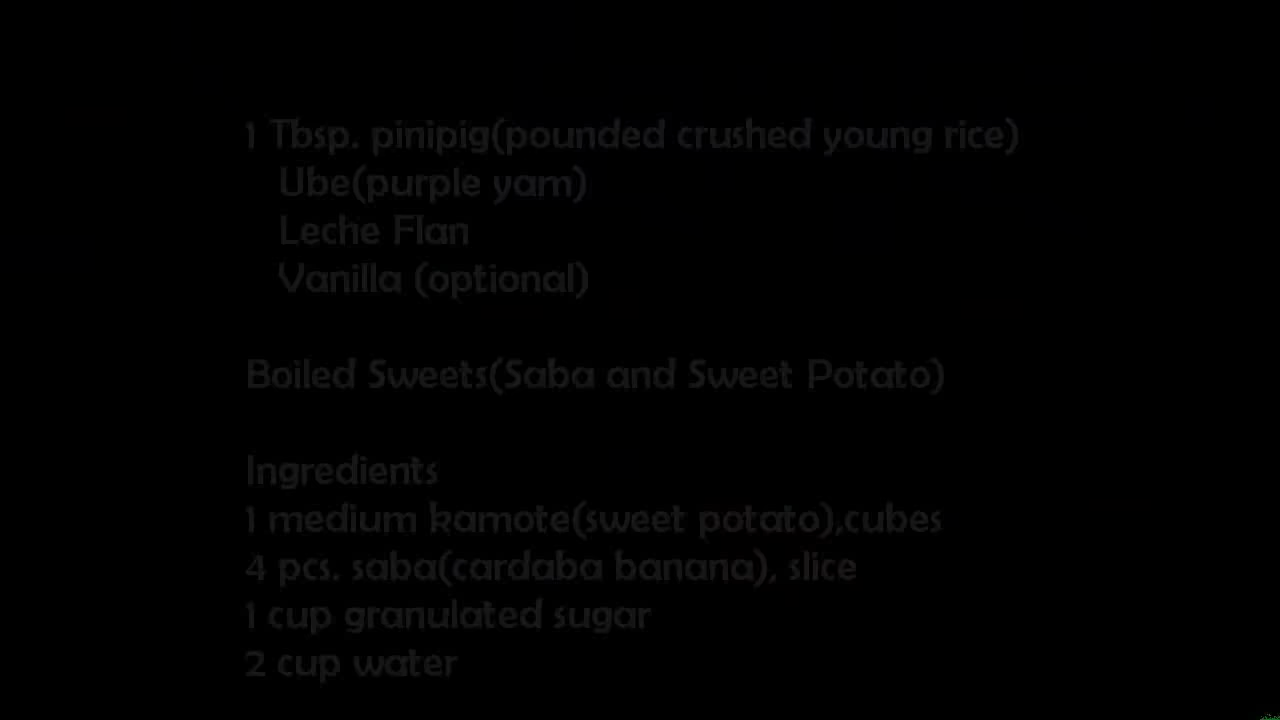 1 Tbsp. pinipig(pounded crushed young rice)
Ube(purple yam)
Leche Flan
Vanilla (optional)
Boiled Sweets(Saba and Sweet Potato)
Ingredients
1 medium kamote(sweet potato),cubes
4 pcs. saba(cardaba banana), slice
1 cup granulated sugar
2 cup water